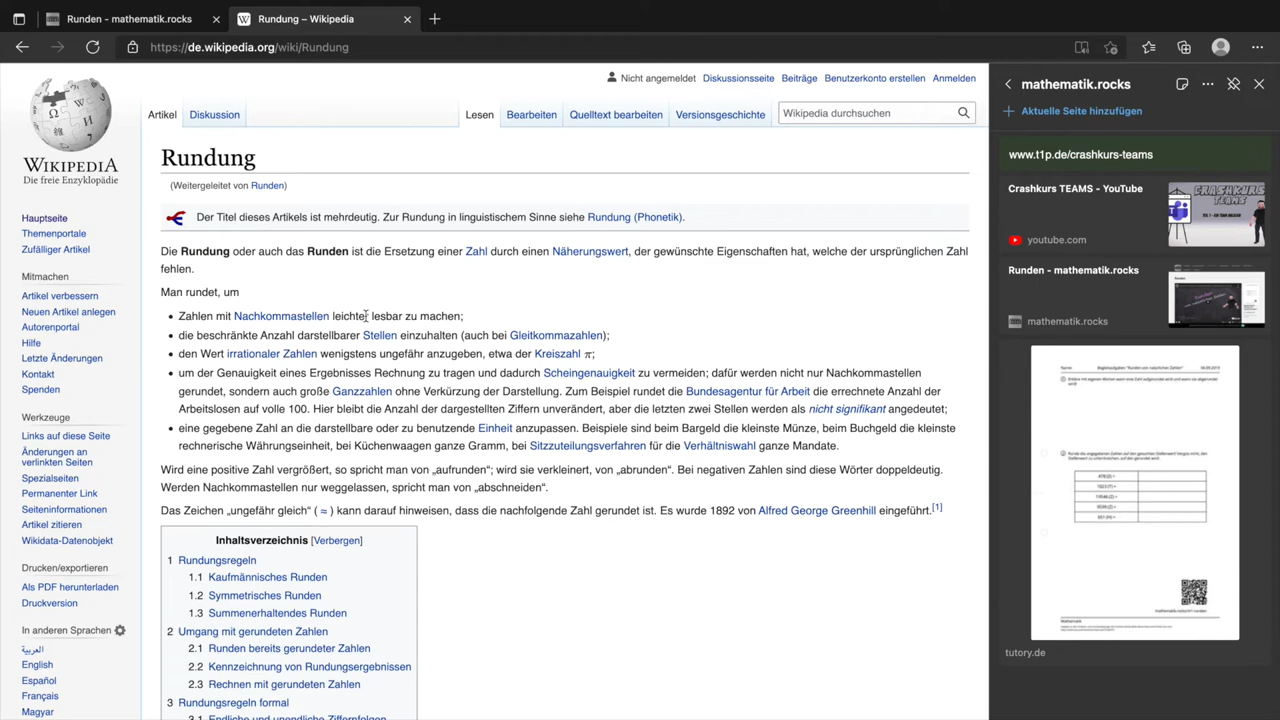 Runden - mathematik.rocks
Rundung – Wikipedia
https://de.wikipedia.org/wiki/Rundung
Nicht angemeldet Diskussionsseite Beiträge Benutzerkonto erstellen Anmelden
Artikel Diskussion Lesen Bearbeiten Quelltext bearbeiten Versionsgeschichte Wikipedia durchsuchen
WIKIPEDIA
Die freie Enzyklopädie
Hauptseite
Themenportale
Zufälliger Artikel
Mitmachen
Artikel verbessern
Neuen Artikel anlegen
Autorenportal
Hilfe
Letzte Änderungen
Kontakt
Spenden
Werkzeuge
Links auf diese Seite
Änderungen an
verlinkten Seiten
Spezialseiten
Permanenter Link
Seiteninformationen
Artikel zitieren
Wikidata-Datenobjekt
Drucken/exportieren
Als PDF herunterladen
Druckversion
In anderen Sprachen
العربية
English
Español
Français
Magyar
Rundung
(Weitergeleitet von Runden)
Der Titel dieses Artikels ist mehrdeutig. Zur Rundung in linguistischem Sinne siehe Rundung (Phonetik).
Die Rundung oder auch das Runden ist die Ersetzung einer Zahl durch einen Näherungswert, der gewünschte Eigenschaften hat, welche der ursprünglichen Zahl
fehlen.
Man rundet, um
• Zahlen mit Nachkommastellen leichter lesbar zu machen;
• die beschränkte Anzahl darstellbarer Stellen einzuhalten (auch bei Gleitkommazahlen);
• den Wert irrationaler Zahlen wenigstens ungefähr anzugeben, etwa der Kreiszahl π;
• um der Genauigkeit eines Ergebnisses Rechnung zu tragen und dadurch Scheingenauigkeit zu vermeiden; dafür werden nicht nur Nachkommastellen
gerundet, sondern auch große Ganzzahlen ohne Verkürzung der Darstellung. Zum Beispiel rundet die Bundesagentur für Arbeit die errechnete Anzahl der
Arbeitslosen auf volle 100. Hier bleibt die Anzahl der dargestellten Ziffern unverändert, aber die letzten zwei Stellen werden als nicht signifikant angedeutet;
• eine gegebene Zahl an die darstellbare oder zu benutzende Einheit anzupassen. Beispiele sind beim Bargeld die kleinste Münze, beim Buchgeld die kleinste
rechnerische Währungseinheit, bei Küchenwaagen ganze Gramm, bei Sitzzuteilungsverfahren für die Verhältniswahl ganze Mandate.
Wird eine positive Zahl vergrößert, so spricht man von „aufrunden“; wird sie verkleinert, von „abrunden“. Bei negativen Zahlen sind diese Wörter doppeldeutig.
Werden Nachkommastellen nur weggelassen, spricht man von „abschneiden“.
Das Zeichen „ungefähr gleich“ ( ≈ ) kann darauf hinweisen, dass die nachfolgende Zahl gerundet ist. Es wurde 1892 von Alfred George Greenhill eingeführt.[1]
Inhaltsverzeichnis [Verbergen]
1 Rundungsregeln
1.1 Kaufmännisches Runden
1.2 Symmetrisches Runden
1.3 Summenerhaltendes Runden
2 Umgang mit gerundeten Zahlen
2.1 Runden bereits gerundeter Zahlen
2.2 Kennzeichnung von Rundungsergebnissen
2.3 Rechnen mit gerundeten Zahlen
3 Rundungsregeln formal
3.1 Endliche und unendliche Ziffernfolgen
mathematik.rocks
Aktuelle Seite hinzufügen
www.t1p.de/crashkurs-teams
Crashkurs TEAMS - YouTube
CRASHKURS
TEAMS
youtube.com
Runden - mathematik.rocks
mathematik.rocks
tutory.de